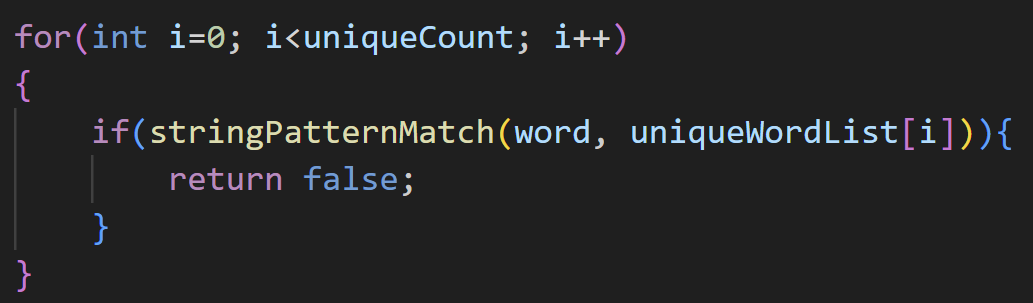 for(int i=0; i<uniqueCount; i++)
{
    if(stringPatternMatch(word, uniqueWordList[i])){
        return false;
    }
}